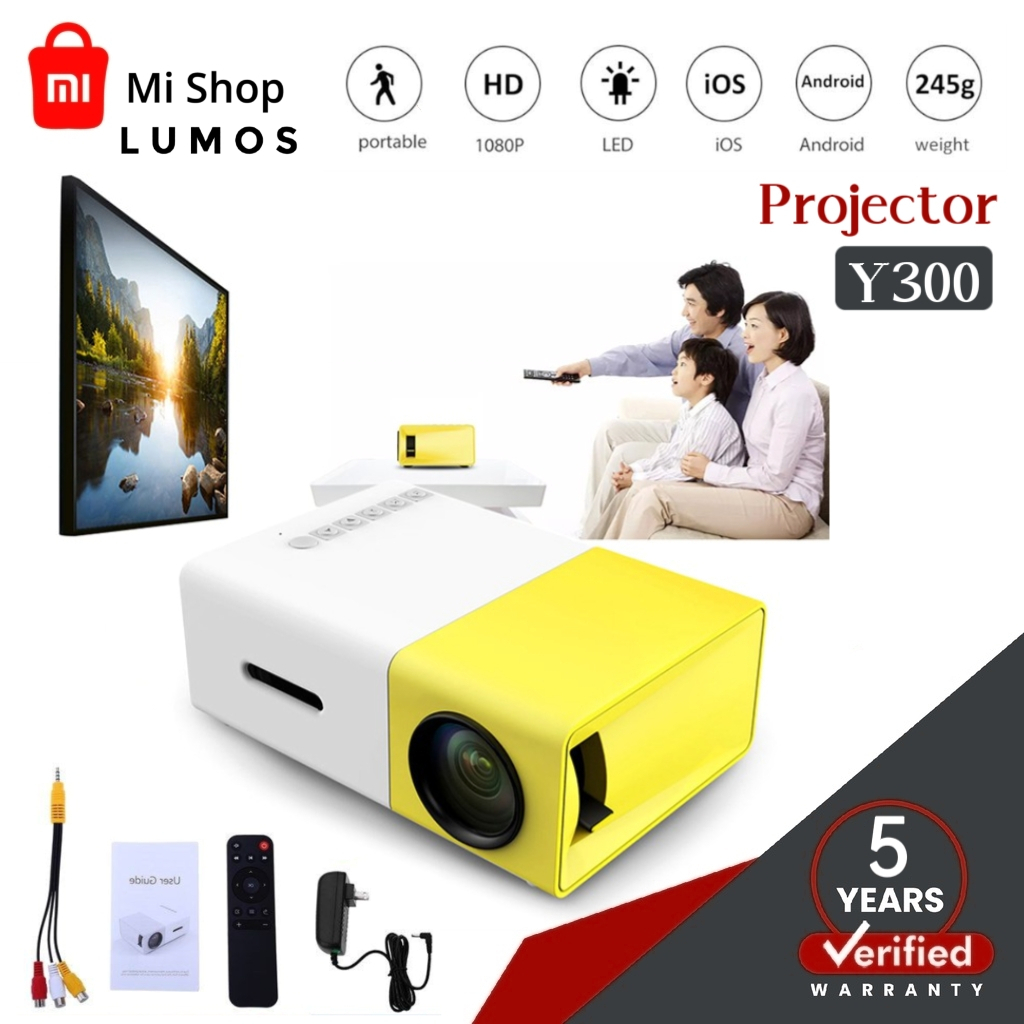 mi
Mi Shop
LUMOS
portable
HD
1080P
LED
iOS
iOS
Android
Android
245g
weight
Projector
Y300
User Guide
5
YEARS
Verified
WARRANTY